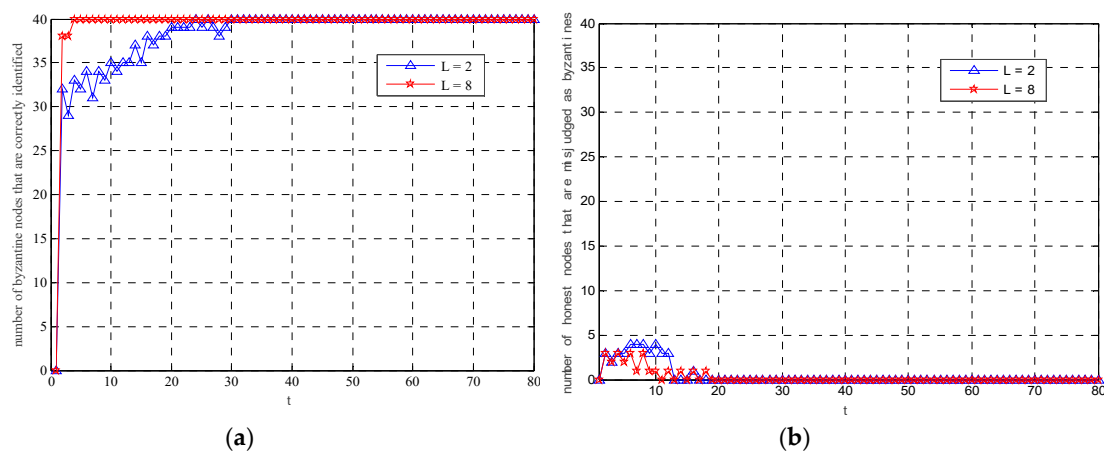 number of byzantine nodes that are correctly identified
40
35
30
25
20
15
10
5
0
0 10 20 30 40 50 60 70 80
t
L = 2
L = 8
(a)
number of honest nodes that are misjudged as byzantines
40
35
30
25
20
15
10
5
0
10 20 30 40 50 60 70 80
t
L = 2
L = 8
(b)